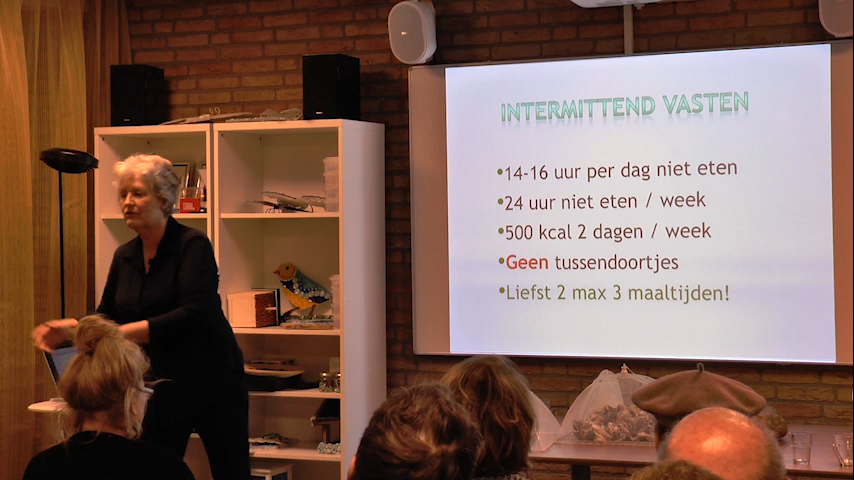 INTERMITTEND VASTEN
•14-16 uur per dag niet eten
•24 uur niet eten / week
•500 kcal 2 dagen / week
•Geen tussendoortjes
•Liefst 2 max 3 maaltijden!